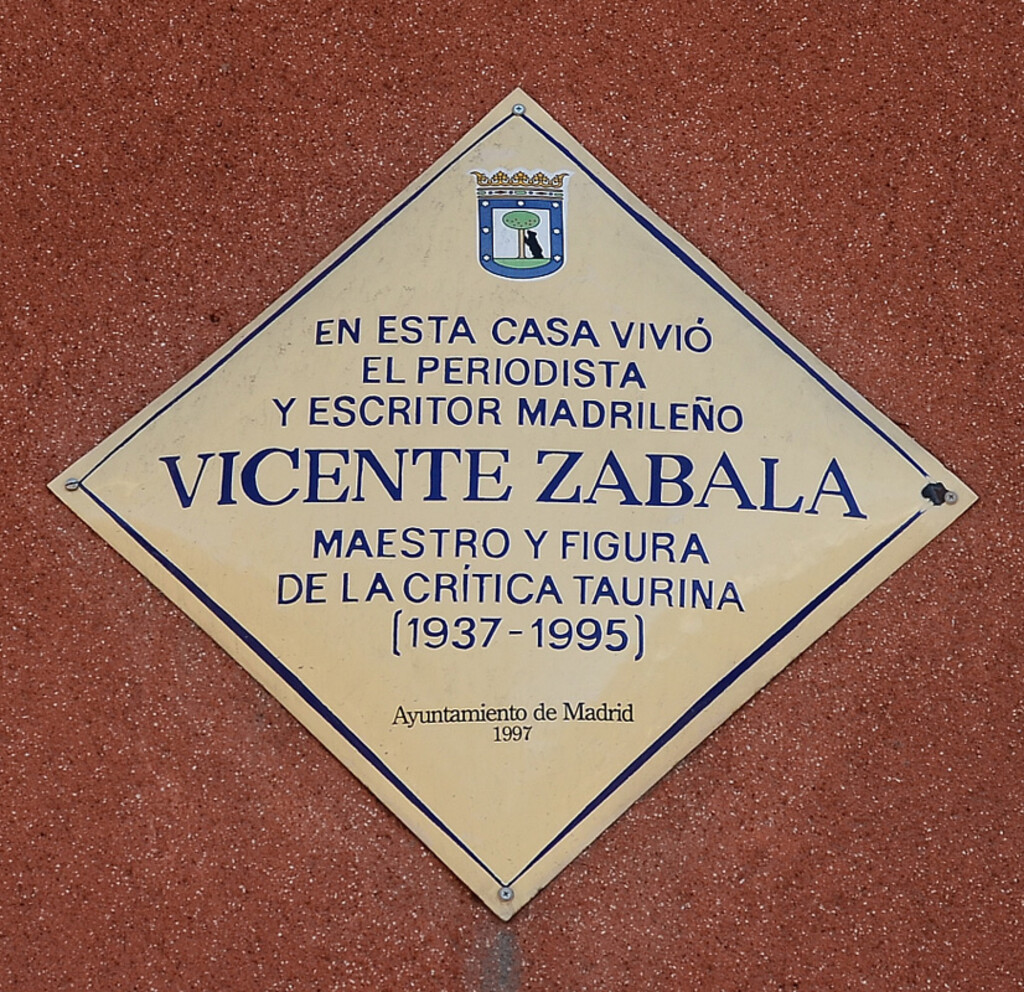 EN ESTA CASA VIVIÓ
EL PERIODISTA
Y ESCRITOR MADRILEÑO
VICENTE ZABALA
MAESTRO Y FIGURA
DE LA CRÍTICA TAURINA
(1937-1995)
Ayuntamiento de Madrid
1997